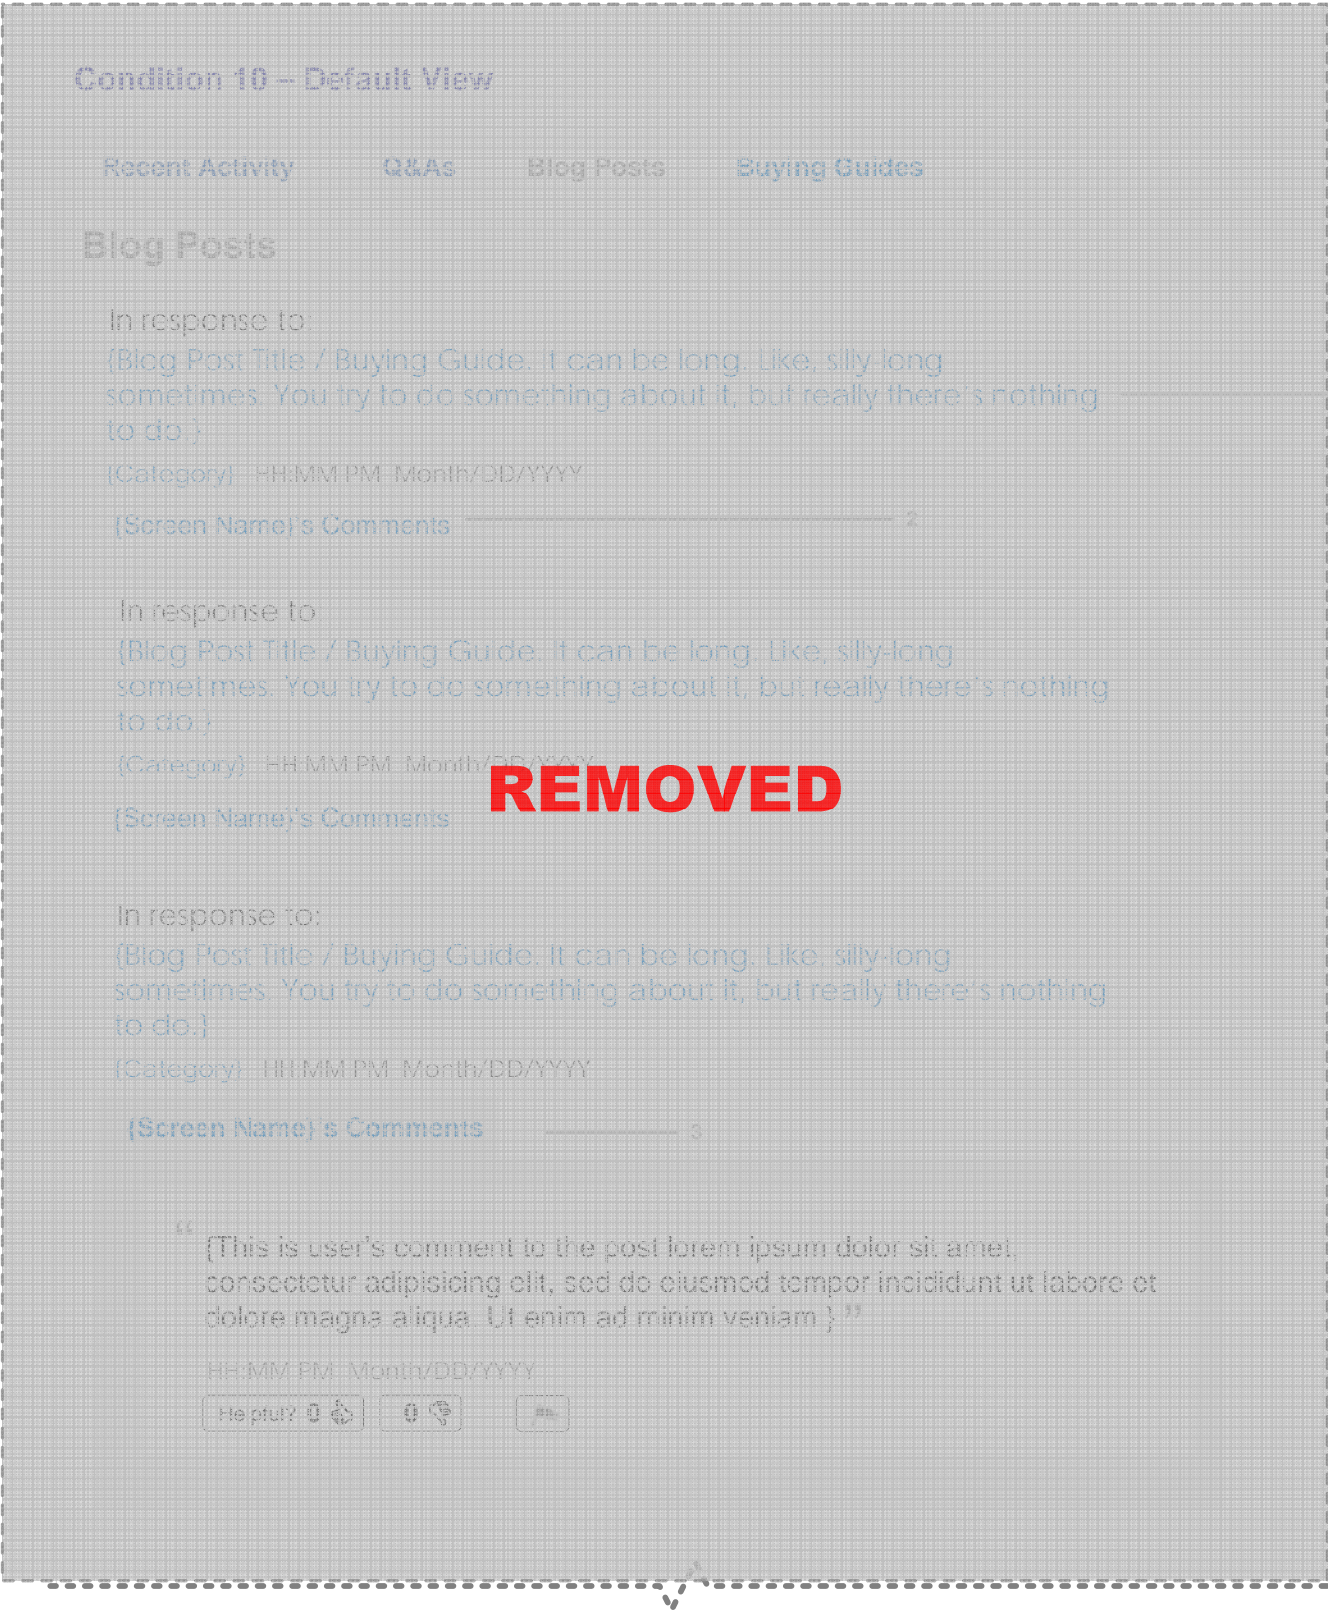 Condition 10 – Default View
Recent Activity Q&As Blog Posts Buying Guides
Blog Posts
In response to:
{Blog Post Title / Buying Guide. It can be long. Like, silly-long
sometimes. You try to do something about it, but really there's nothing
to do.}
{Category} HH:MM PM Month/DD/YYYY
{Screen Name}'s Comments 2
In response to
{Blog Post Title / Buying Guide. It can be long. Like, silly-long
sometimes. You try to do something about it, but really there's nothing
to do.}
{Category} HH:MM PM Month/DD/YYYY
REMOVED
{Screen Name}'s Comments
In response to:
{Blog Post Title / Buying Guide. It can be long. Like, silly-long
sometimes. You try to do something about it, but really there's nothing
to do.}
{Category} HH:MM PM Month/DD/YYYY
{Screen Name}'s Comments 3
“ {This is user's comment to the post lorem ipsum dolor sit amet,
consectetur adipisicing elit, sed do eiusmod tempor incididunt ut labore et
dolore magna aliqua. Ut enim ad minim veniam.} ”
HH:MM PM Month/DD/YYYY
Helpful? 0 0